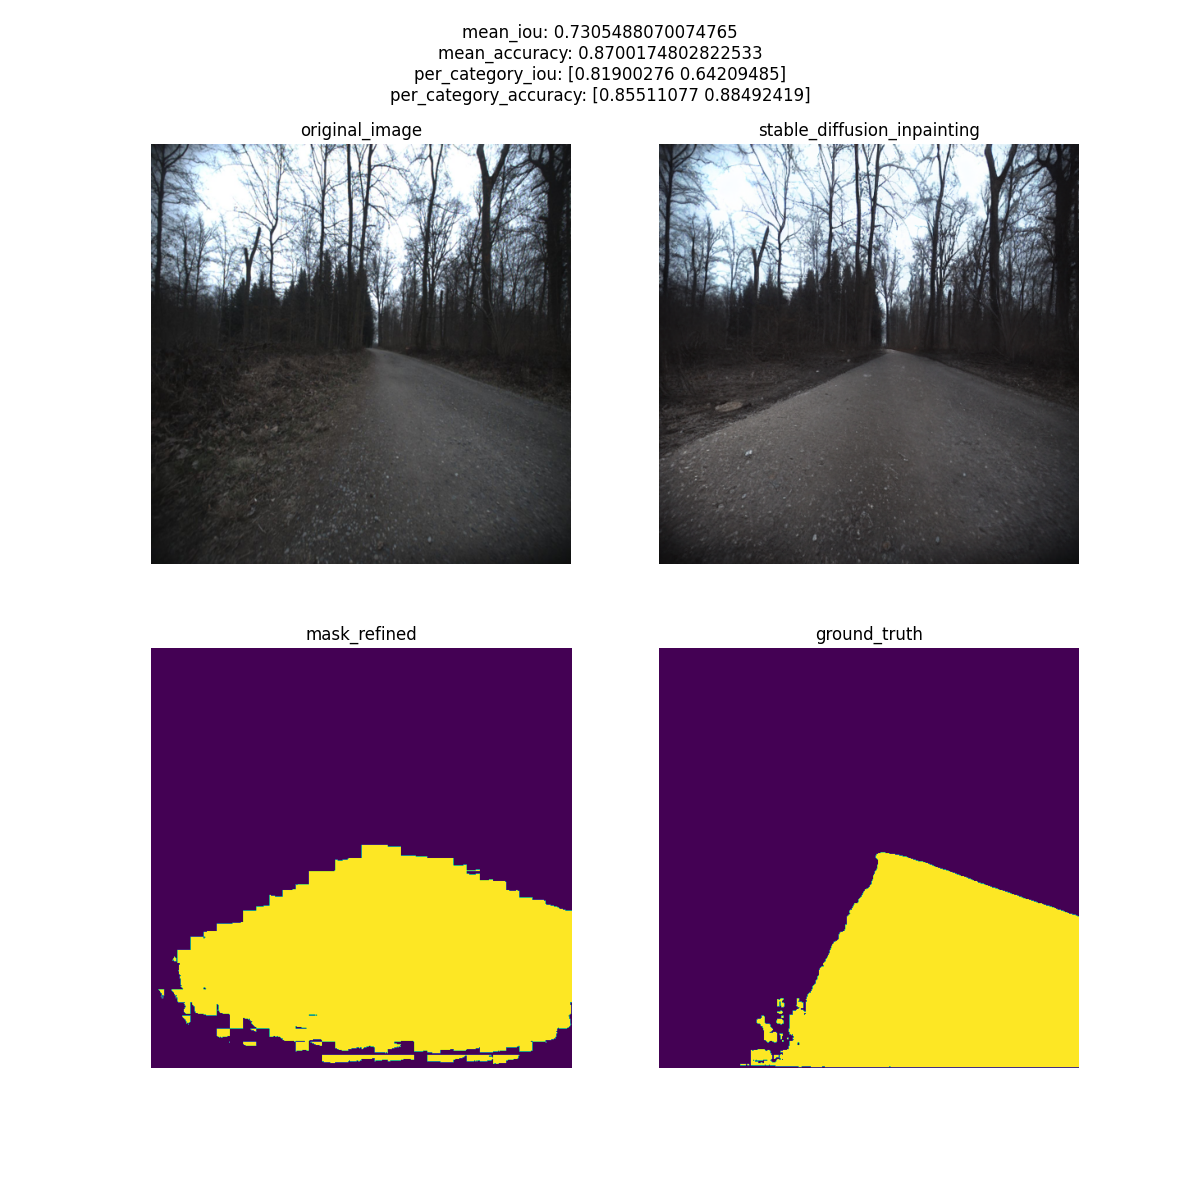 mean_iou: 0.7305488070074765
mean_accuracy: 0.8700174802822533
per_category_iou: [0.81900276 0.64209485]
per_category_accuracy: [0.85511077 0.88492419]
original_image
stable_diffusion_inpainting
mask_refined
ground_truth